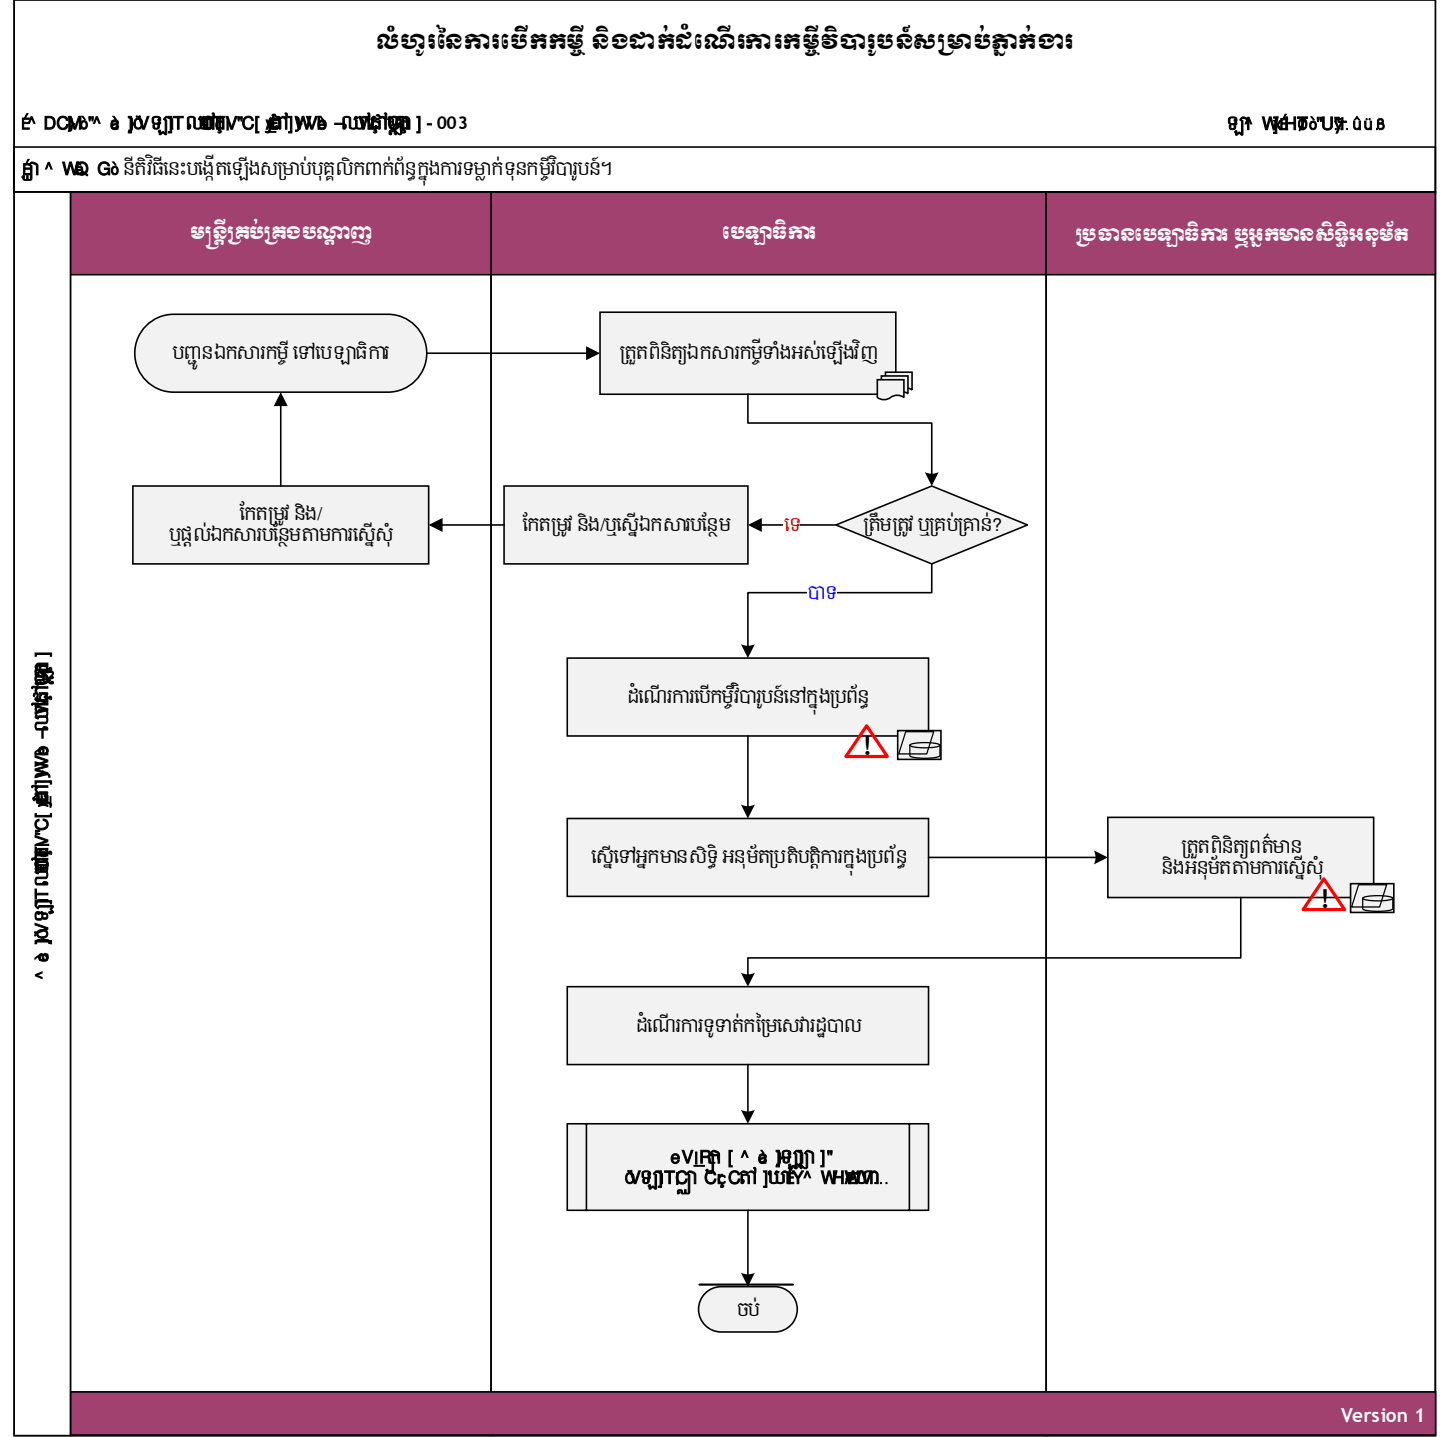 លំហូរនៃការបើកកម្ចី និងដាក់ដំណើរការកម្ចីវិបារូបន៍សម្រាប់ភ្នាក់ងារ
- 003
នីតិវិធីនេះបង្កើតឡើងសម្រាប់បុគ្គលិកពាក់ព័ន្ធក្នុងការទម្លាក់ទុនកម្ចីវិបារូបន៍។
មន្ត្រីគ្រប់គ្រងបណ្តាញ
បេឡាធិការ
ប្រធានបេឡាធិការ ឬអ្នកមានសិទ្ធិអនុម័ត
បញ្ជូនឯកសារកម្ចី ទៅបេឡាធិការ
ត្រួតពិនិត្យឯកសារកម្ចីទាំងអស់ឡើងវិញ
កែតម្រូវ និង/
ឬផ្តល់ឯកសារបន្ថែមតាមការស្នើសុំ
កែតម្រូវ និង/ឬស្នើឯកសារបន្ថែម
ទេ
ត្រឹមត្រូវ ឬគ្រប់គ្រាន់?
បាទ
ដំណើរការបើកម្ចីវិបារូបន៍នៅក្នុងប្រព័ន្ធ
ស្នើទៅអ្នកមានសិទ្ធិ អនុម័តប្រតិបត្តិការក្នុងប្រព័ន្ធ
ត្រួតពិនិត្យពត៌មាន
និងអនុម័តតាមការស្នើសុំ
ដំណើរការទូទាត់កម្រៃសេវារដ្ឋបាល
ចប់
Version 1